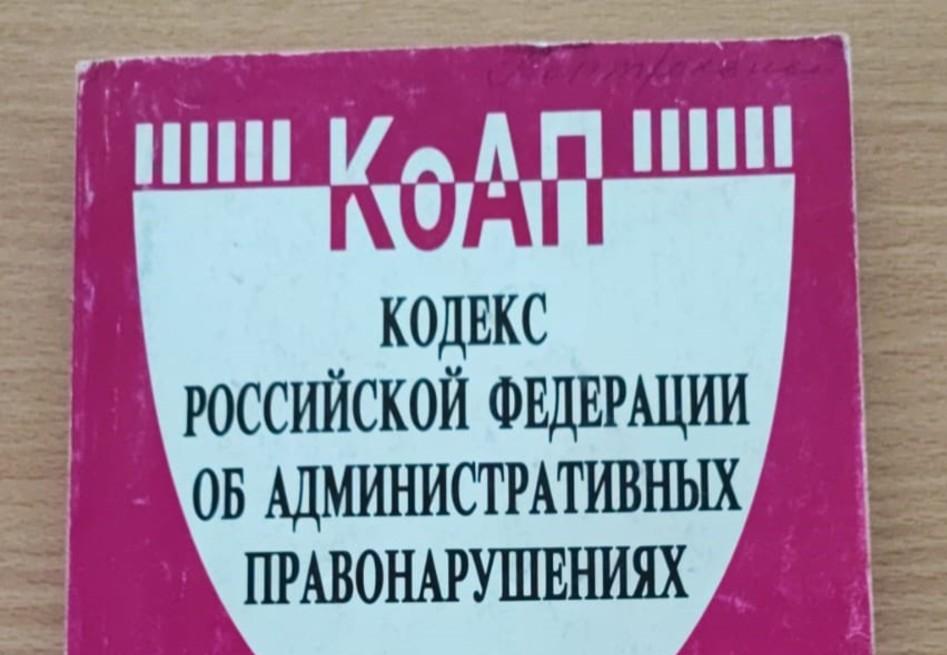 КоАП
КОДЕКС
РОССИЙСКОЙ ФЕДЕРАЦИИ
ОБ АДМИНИСТРАТИВНЫХ
ПРАВОНАРУШЕНИЯХ